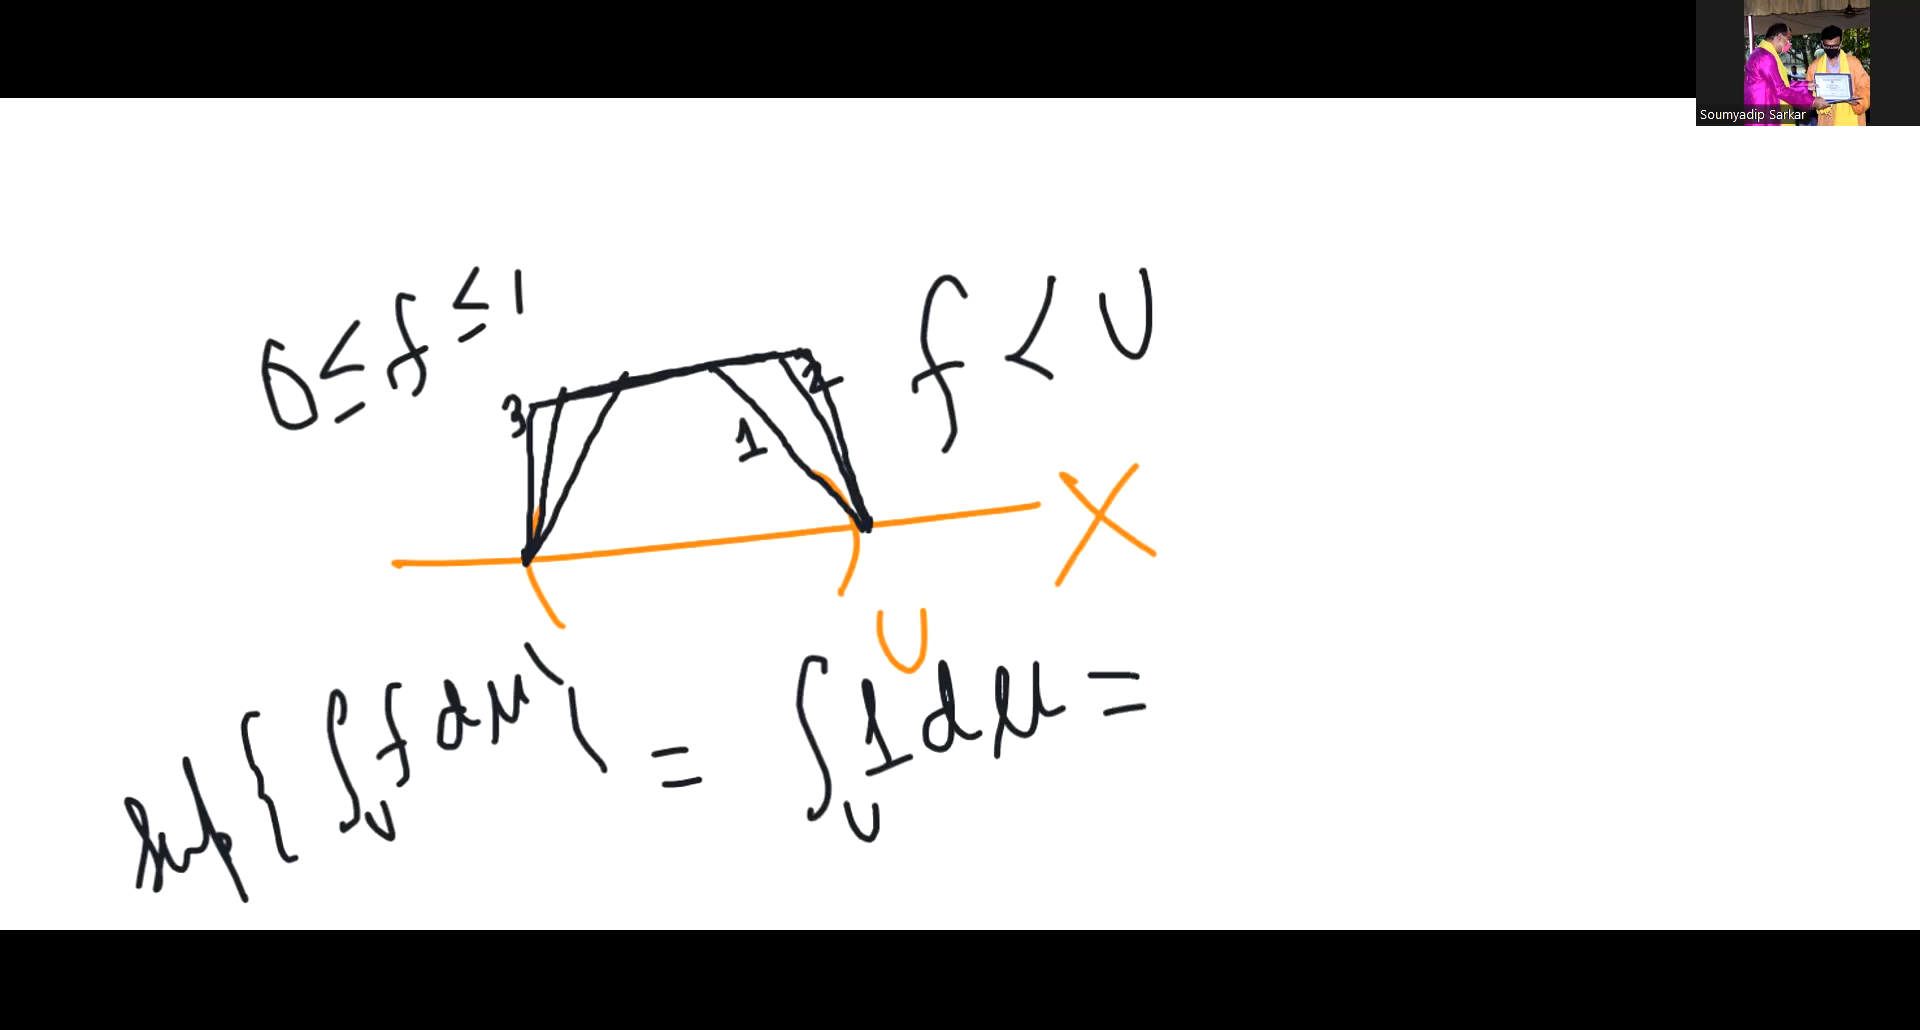 Soumyadip Sarkar
0 ≤ f ≤ 1
f < U
3
2
1
X
U
sup { ∫_U f dμ } = ∫_U 1 dμ =